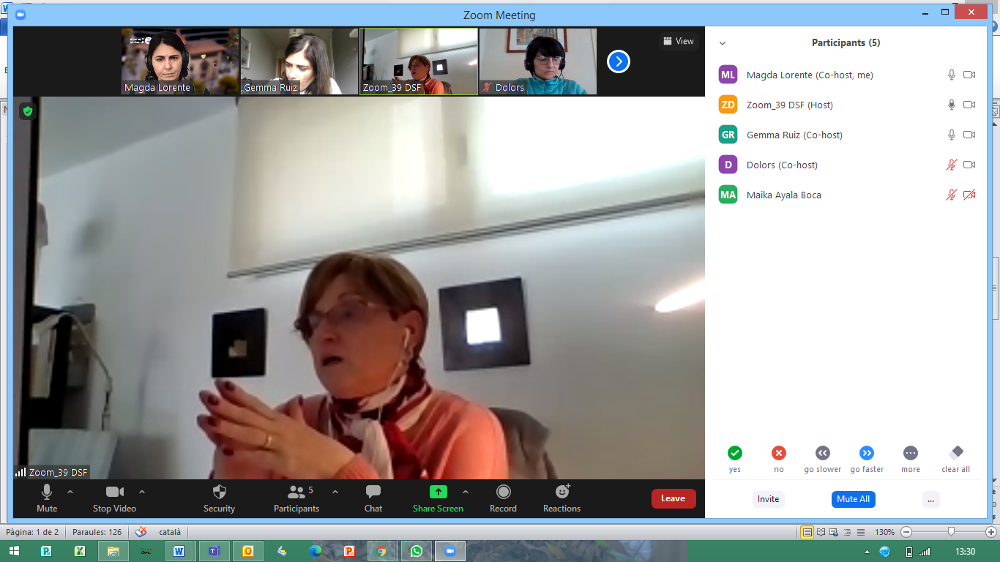 Zoom Meeting
View
Magda Lorente
Gemma Ruiz
Zoom_39 DSF
Dolors
Participants (5)
ML Magda Lorente (Co-host, me)
ZD Zoom_39 DSF (Host)
GR Gemma Ruiz (Co-host)
D Dolors (Co-host)
MA Maika Ayala Boca
Zoom_39 DSF
yes no go slower go faster more clear all
Invite Mute All ...
Mute Stop Video Security Participants 5 Chat Share Screen Record Reactions Leave
Pàgina: 1 de 2 Paraules: 126 català 130%
13:30